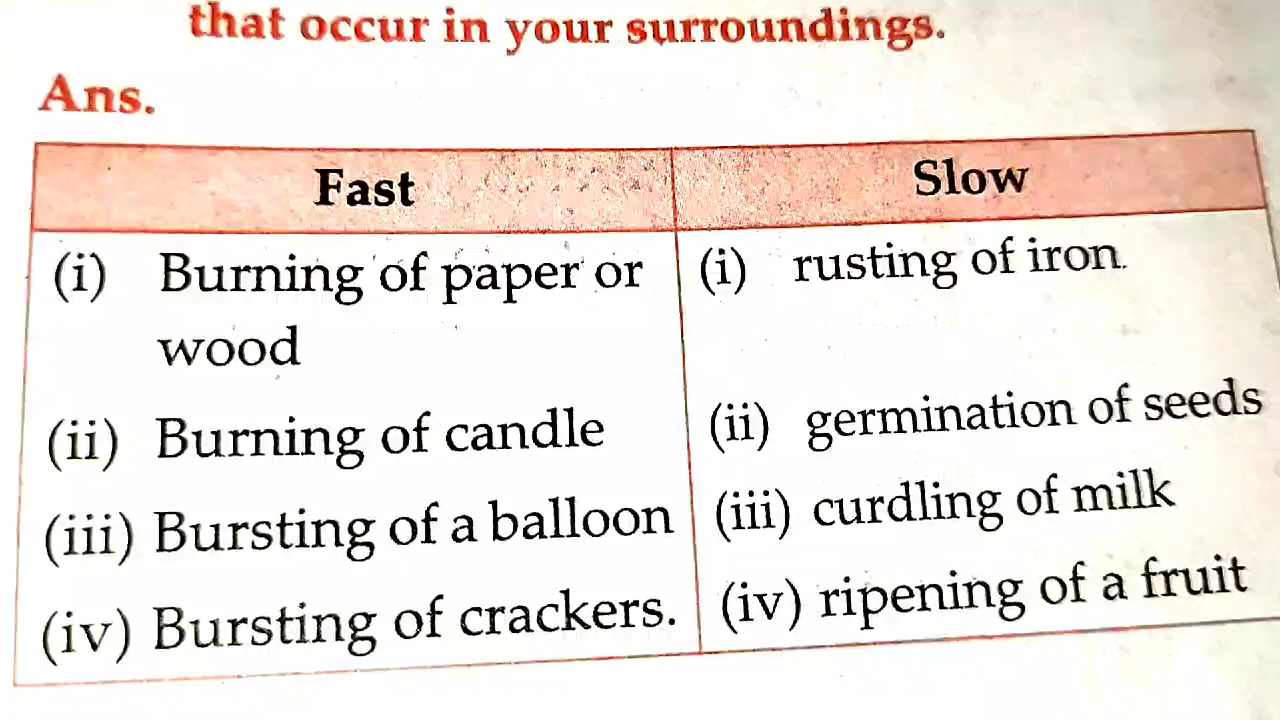 that occur in your surroundings.
Ans.
Fast Slow
(i) Burning of paper or (i) rusting of iron.
wood
(ii) Burning of candle (ii) germination of seeds
(iii) Bursting of a balloon (iii) curdling of milk
(iv) Bursting of crackers. (iv) ripening of a fruit